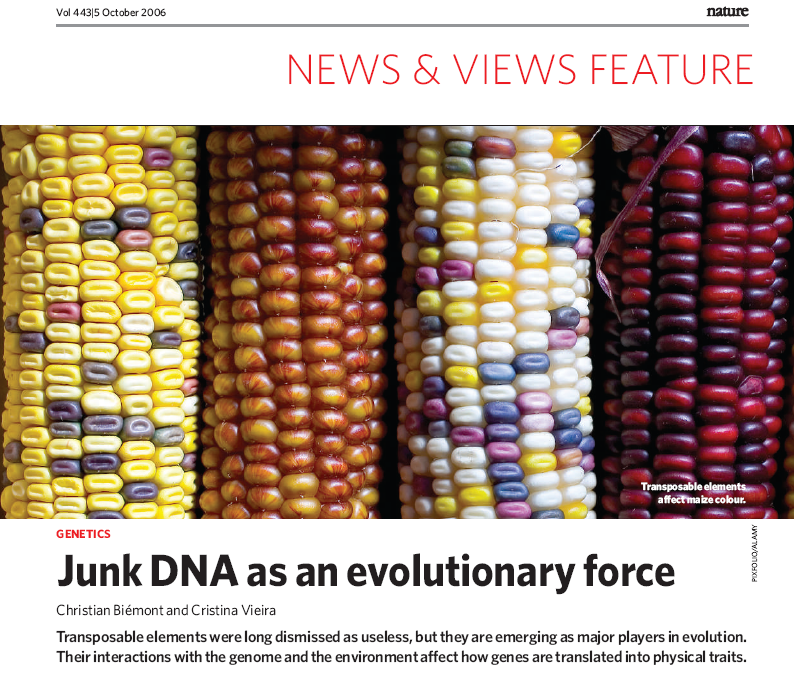 Vol 443|5 October 2006
nature
NEWS & VIEWS FEATURE
Transposable elements
affect maize colour.
PIXFOLIO/ALAMY
GENETICS
Junk DNA as an evolutionary force
Christian Biémont and Cristina Vieira
Transposable elements were long dismissed as useless, but they are emerging as major players in evolution.
Their interactions with the genome and the environment affect how genes are translated into physical traits.